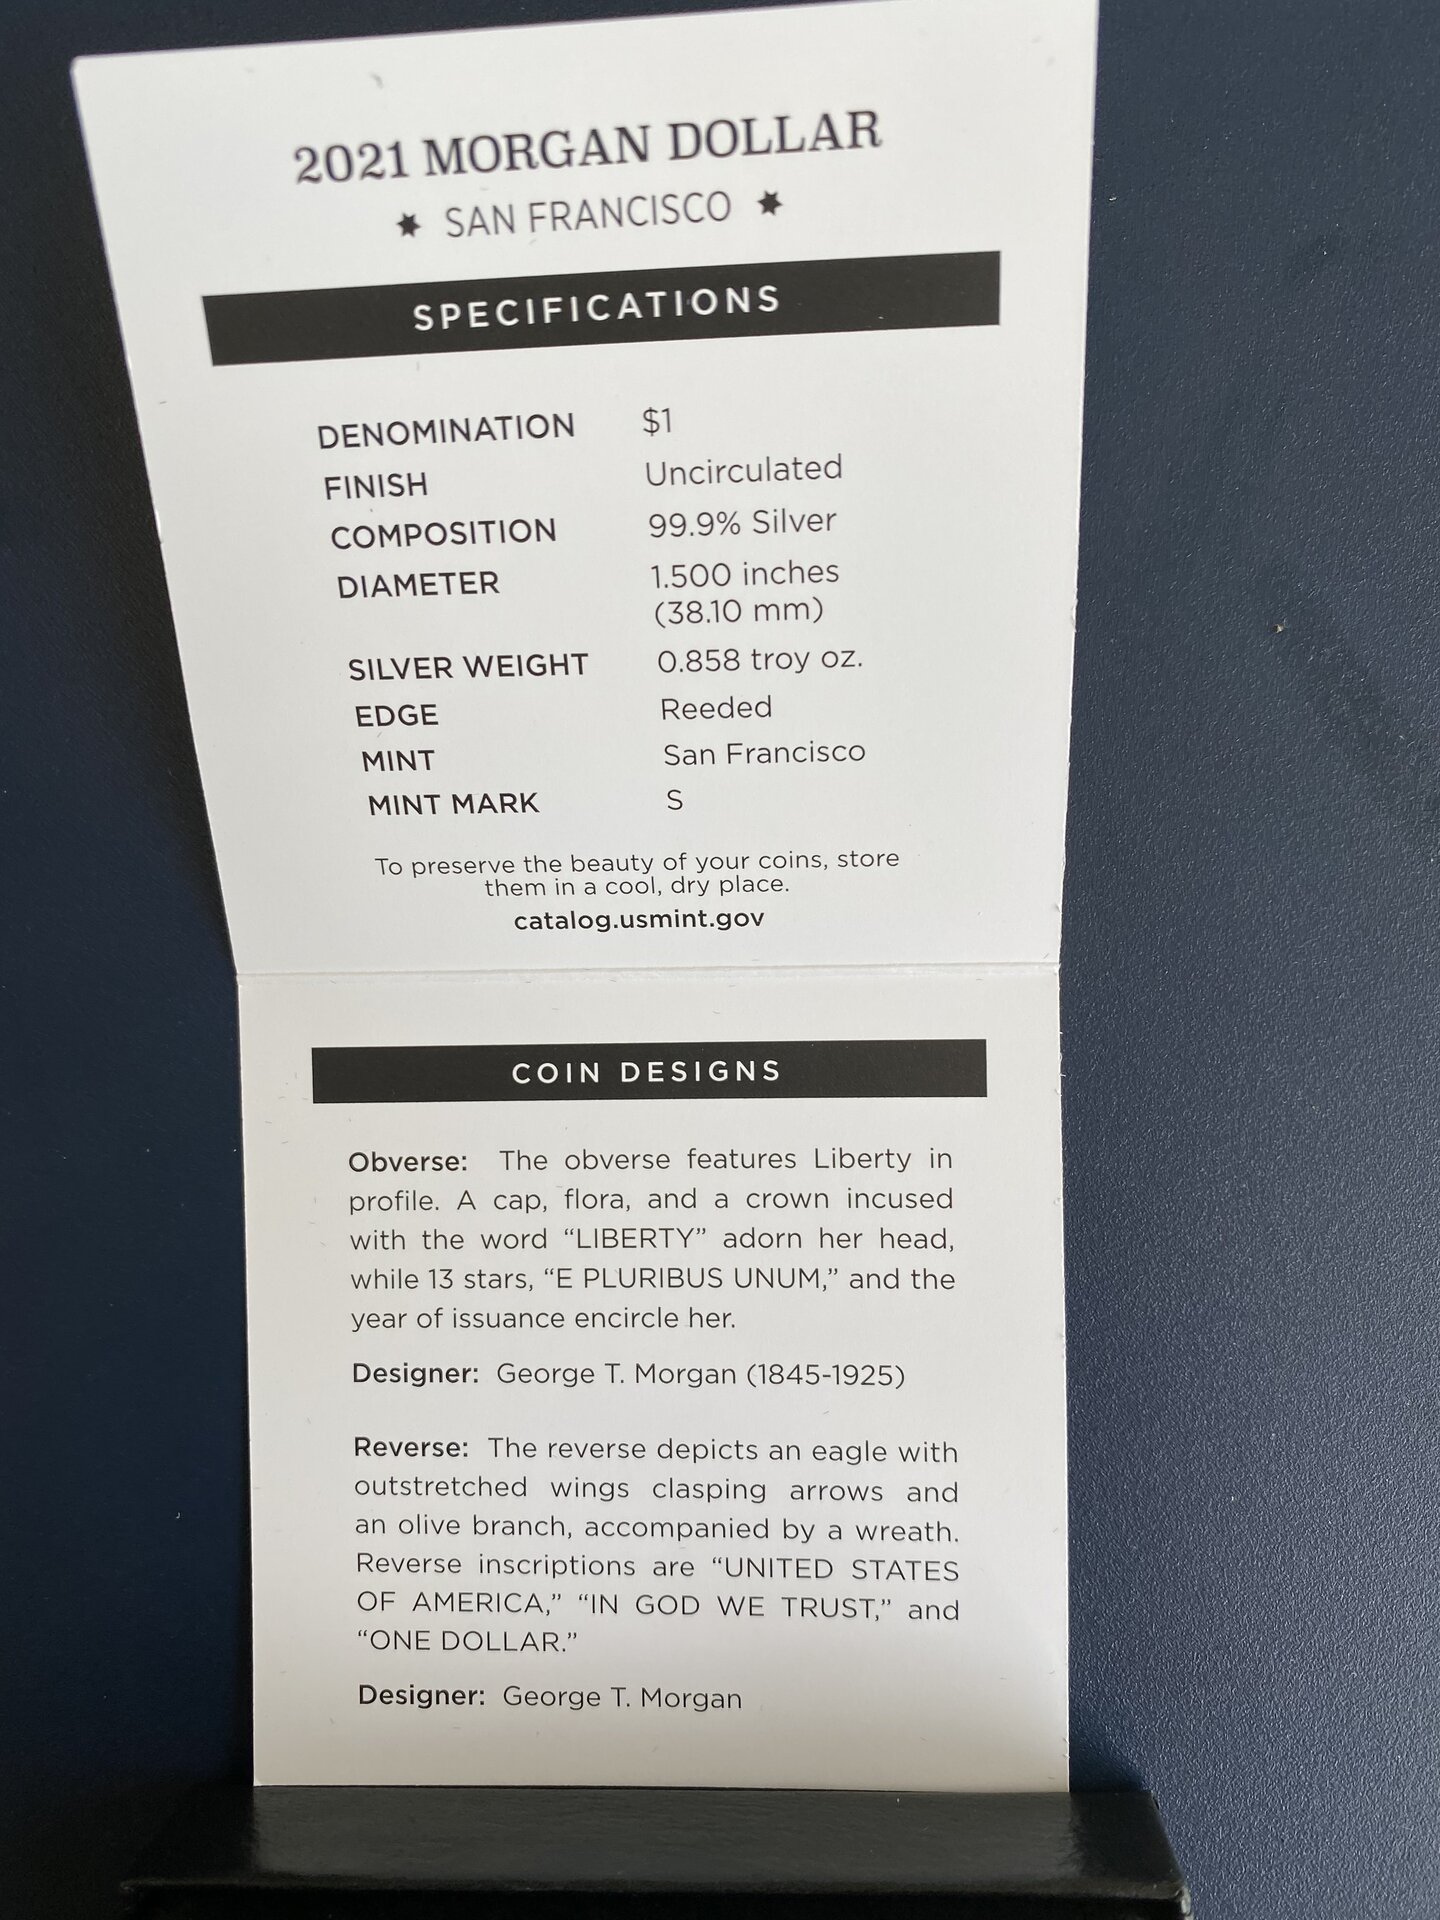 2021 MORGAN DOLLAR
SAN FRANCISCO
SPECIFICATIONS
DENOMINATION $1
FINISH Uncirculated
COMPOSITION 99.9% Silver
DIAMETER 1.500 inches
(38.10 mm)
SILVER WEIGHT 0.858 troy oz.
EDGE Reeded
MINT San Francisco
MINT MARK S
To preserve the beauty of your coins, store
them in a cool, dry place.
catalog.usmint.gov
COIN DESIGNS
Obverse: The obverse features Liberty in
profile. A cap, flora, and a crown incused
with the word “LIBERTY” adorn her head,
while 13 stars, “E PLURIBUS UNUM,” and the
year of issuance encircle her.
Designer: George T. Morgan (1845-1925)
Reverse: The reverse depicts an eagle with
outstretched wings clasping arrows and
an olive branch, accompanied by a wreath.
Reverse inscriptions are “UNITED STATES
OF AMERICA,” “IN GOD WE TRUST,” and
“ONE DOLLAR.”
Designer: George T. Morgan